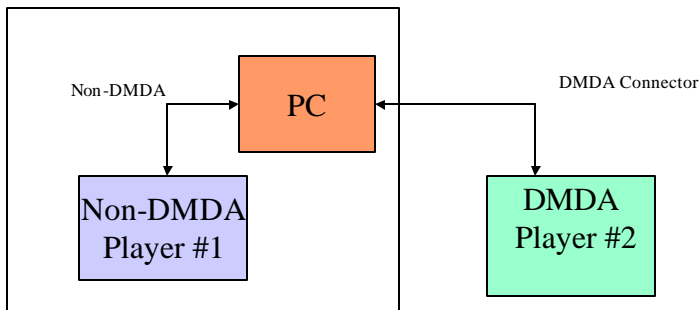 Non-DMDA
PC
DMDA Connector
Non-DMDA
Player #1
DMDA
Player #2